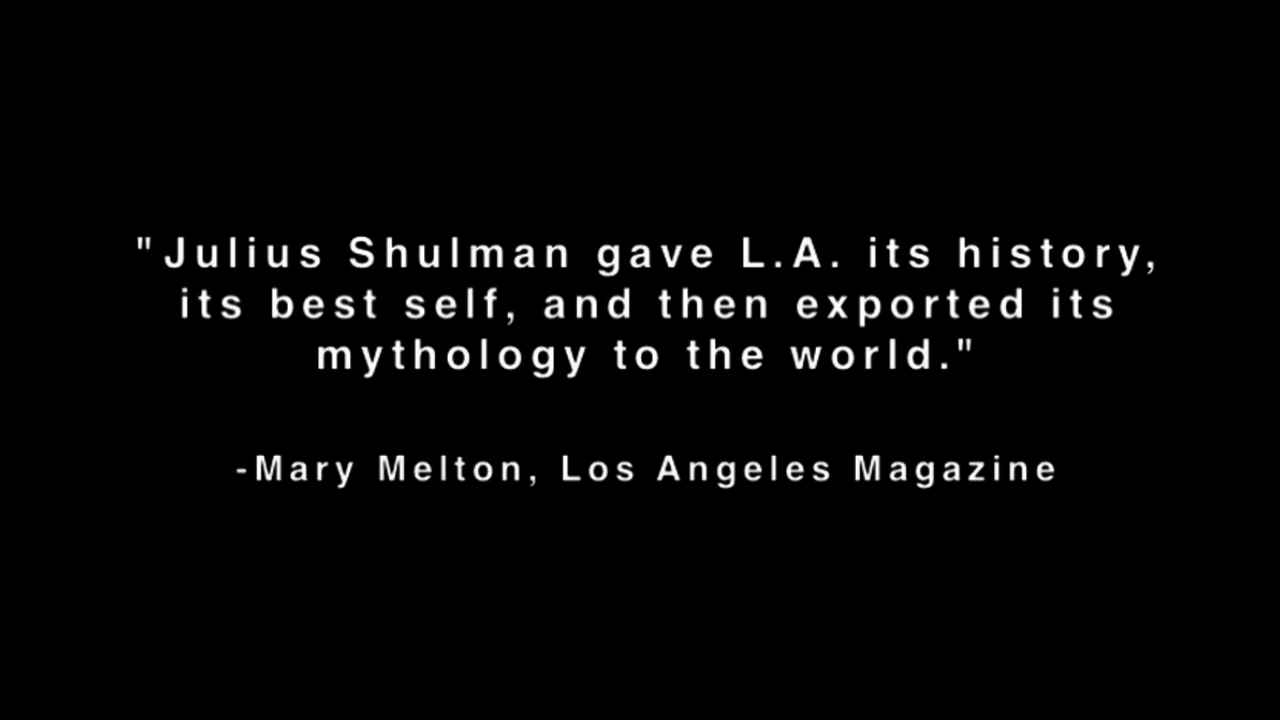 "Julius Shulman gave L.A. its history,
its best self, and then exported its
mythology to the world."
-Mary Melton, Los Angeles Magazine